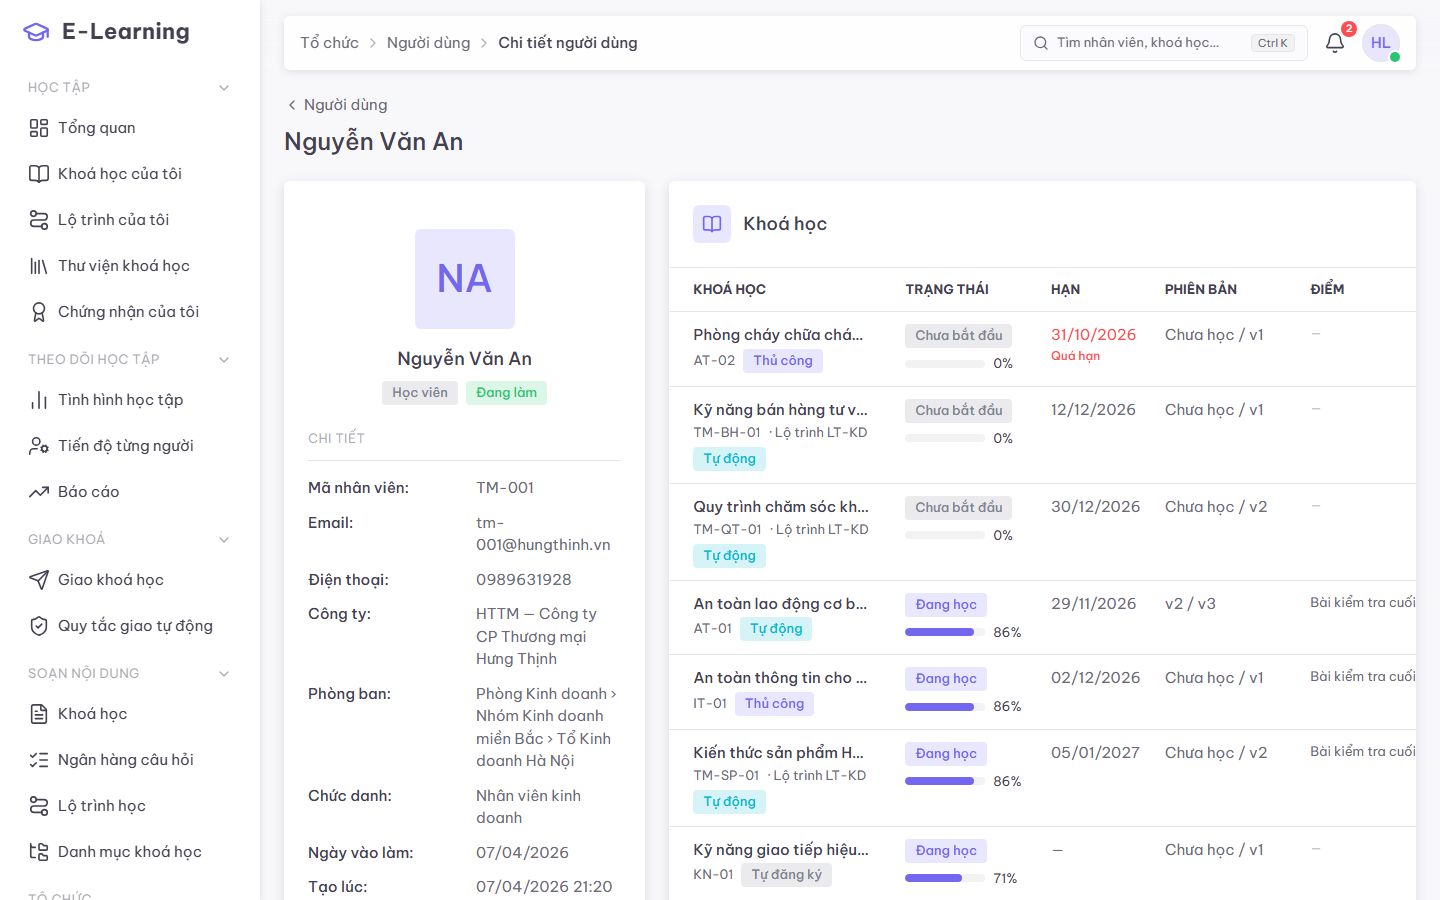 E-Learning
HỌC TẬP
Tổng quan
Khoá học của tôi
Lộ trình của tôi
Thư viện khoá học
Chứng nhận của tôi
THEO DÕI HỌC TẬP
Tình hình học tập
Tiến độ từng người
Báo cáo
GIAO KHOÁ
Giao khoá học
Quy tắc giao tự động
SOẠN NỘI DUNG
Khoá học
Ngân hàng câu hỏi
Lộ trình học
Danh mục khoá học
TỔ CHỨC
Tổ chức
Người dùng
Chi tiết người dùng
Tìm nhân viên, khoá học...
Ctrl K
2
HL
Người dùng
Nguyễn Văn An
NA
Nguyễn Văn An
Học viên Đang làm
CHI TIẾT
Mã nhân viên: TM-001
Email: tm-
001@hungthinh.vn
Điện thoại: 0989631928
Công ty: HTTM — Công ty
CP Thương mại
Hưng Thịnh
Phòng ban: Phòng Kinh doanh ›
Nhóm Kinh doanh
miền Bắc › Tổ Kinh
doanh Hà Nội
Chức danh: Nhân viên kinh
doanh
Ngày vào làm: 07/04/2026
Tạo lúc: 07/04/2026 21:20
Khoá học
KHOÁ HỌC TRẠNG THÁI HẠN PHIÊN BẢN ĐIỂM
Phòng cháy chữa chá... Chưa bắt đầu 31/10/2026 Chưa học / v1 —
AT-02 Thủ công 0% Quá hạn
Kỹ năng bán hàng tư v... Chưa bắt đầu 12/12/2026 Chưa học / v1 —
TM-BH-01 · Lộ trình LT-KD 0%
Tự động
Quy trình chăm sóc kh... Chưa bắt đầu 30/12/2026 Chưa học / v2 —
TM-QT-01 · Lộ trình LT-KD 0%
Tự động
An toàn lao động cơ b... Đang học 29/11/2026 v2 / v3 Bài kiểm tra cuối
AT-01 Tự động 86%
An toàn thông tin cho ... Đang học 02/12/2026 Chưa học / v1 Bài kiểm tra cuối
IT-01 Thủ công 86%
Kiến thức sản phẩm H... Đang học 05/01/2027 Chưa học / v2 Bài kiểm tra cuối
TM-SP-01 · Lộ trình LT-KD 86%
Tự động
Kỹ năng giao tiếp hiệu... Đang học — Chưa học / v1 —
KN-01 Tự đăng ký 71%